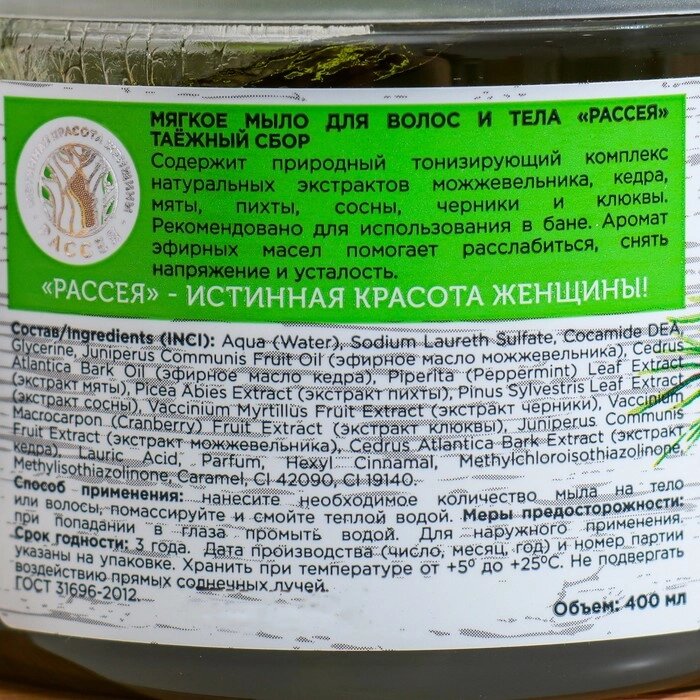 МЯГКОЕ МЫЛО ДЛЯ ВОЛОС И ТЕЛА «РАССЕЯ»
ТАЁЖНЫЙ СБОР
Содержит природный тонизирующий комплекс
натуральных экстрактов можжевельника, кедра,
мяты, пихты, сосны, черники и клюквы.
Рекомендовано для использования в бане. Аромат
эфирных масел помогает расслабиться, снять
напряжение и усталость.
РАССЕЯ
«РАССЕЯ» - ИСТИННАЯ КРАСОТА ЖЕНЩИНЫ!
Состав/Ingredients (INCI): Aqua (Water), Sodium Laureth Sulfate, Cocamide DEA,
Glycerine, Juniperus Communis Fruit Oil (эфирное масло можжевельника), Cedrus
Atlantica Bark Oil (эфирное масло кедра), Piperita (Peppermint) Leaf Extract
(экстракт мяты), Picea Abies Extract (экстракт пихты), Pinus Sylvestris Leaf Extract
(экстракт сосны), Vaccinium Myrtillus Fruit Extract (экстракт черники), Vaccinium
Macrocarpon (Cranberry) Fruit Extract (экстракт клюквы), Juniperus Communis
Fruit Extract (экстракт можжевельника), Cedrus Atlantica Bark Extract (экстракт
кедра), Lauric Acid, Parfum, Hexyl Cinnamal, Methylchloroisothiazolinone,
Methylisothiazolinone, Caramel, CI 42090, CI 19140.
Способ применения: нанесите необходимое количество мыла на тело
или волосы, помассируйте и смойте теплой водой. Меры предосторожности:
при попадании в глаза промыть водой. Для наружного применения.
Срок годности: 3 года. Дата производства (число, месяц, год) и номер партии
указаны на упаковке. Хранить при температуре от +5° до +25°С. Не подвергать
воздействию прямых солнечных лучей.
ГОСТ 31696-2012
Объем: 400 мл